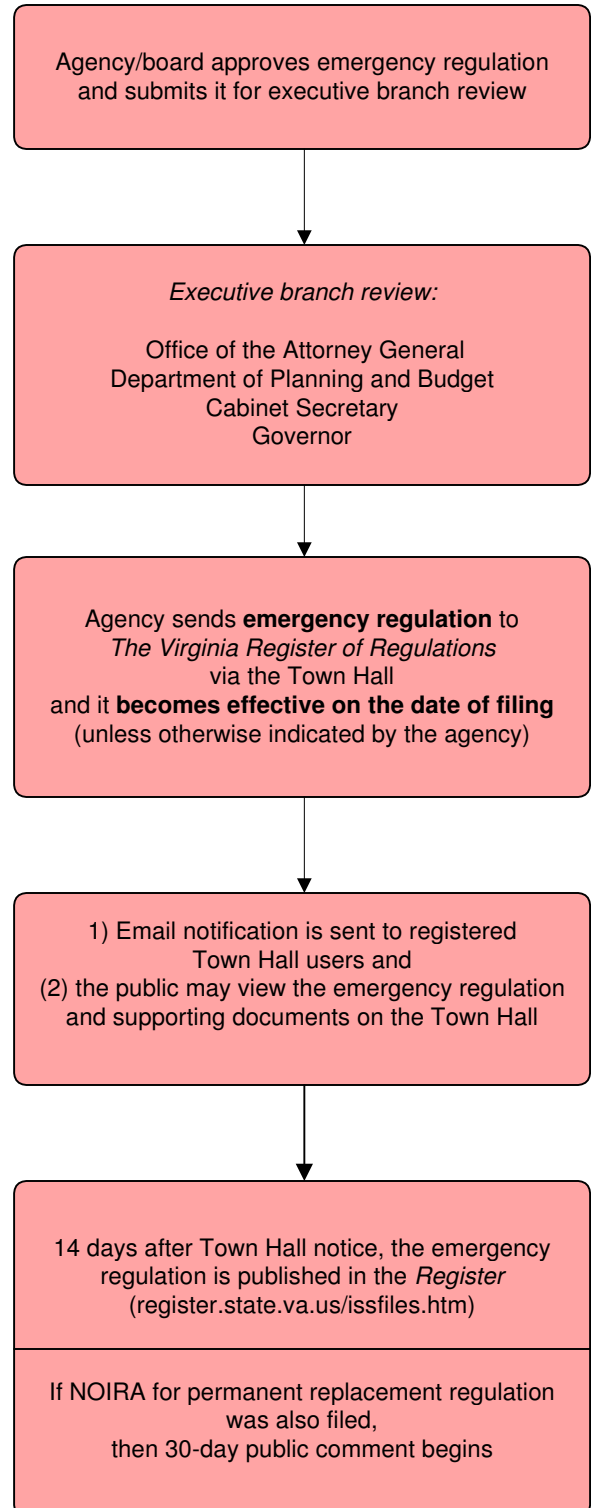 Agency/board approves emergency regulation
and submits it for executive branch review
Executive branch review:
Office of the Attorney General
Department of Planning and Budget
Cabinet Secretary
Governor
Agency sends emergency regulation to
The Virginia Register of Regulations
via the Town Hall
and it becomes effective on the date of filing
(unless otherwise indicated by the agency)
1) Email notification is sent to registered
Town Hall users and
(2) the public may view the emergency regulation
and supporting documents on the Town Hall
14 days after Town Hall notice, the emergency
regulation is published in the Register
(register.state.va.us/issfiles.htm)
If NOIRA for permanent replacement regulation
was also filed,
then 30-day public comment begins